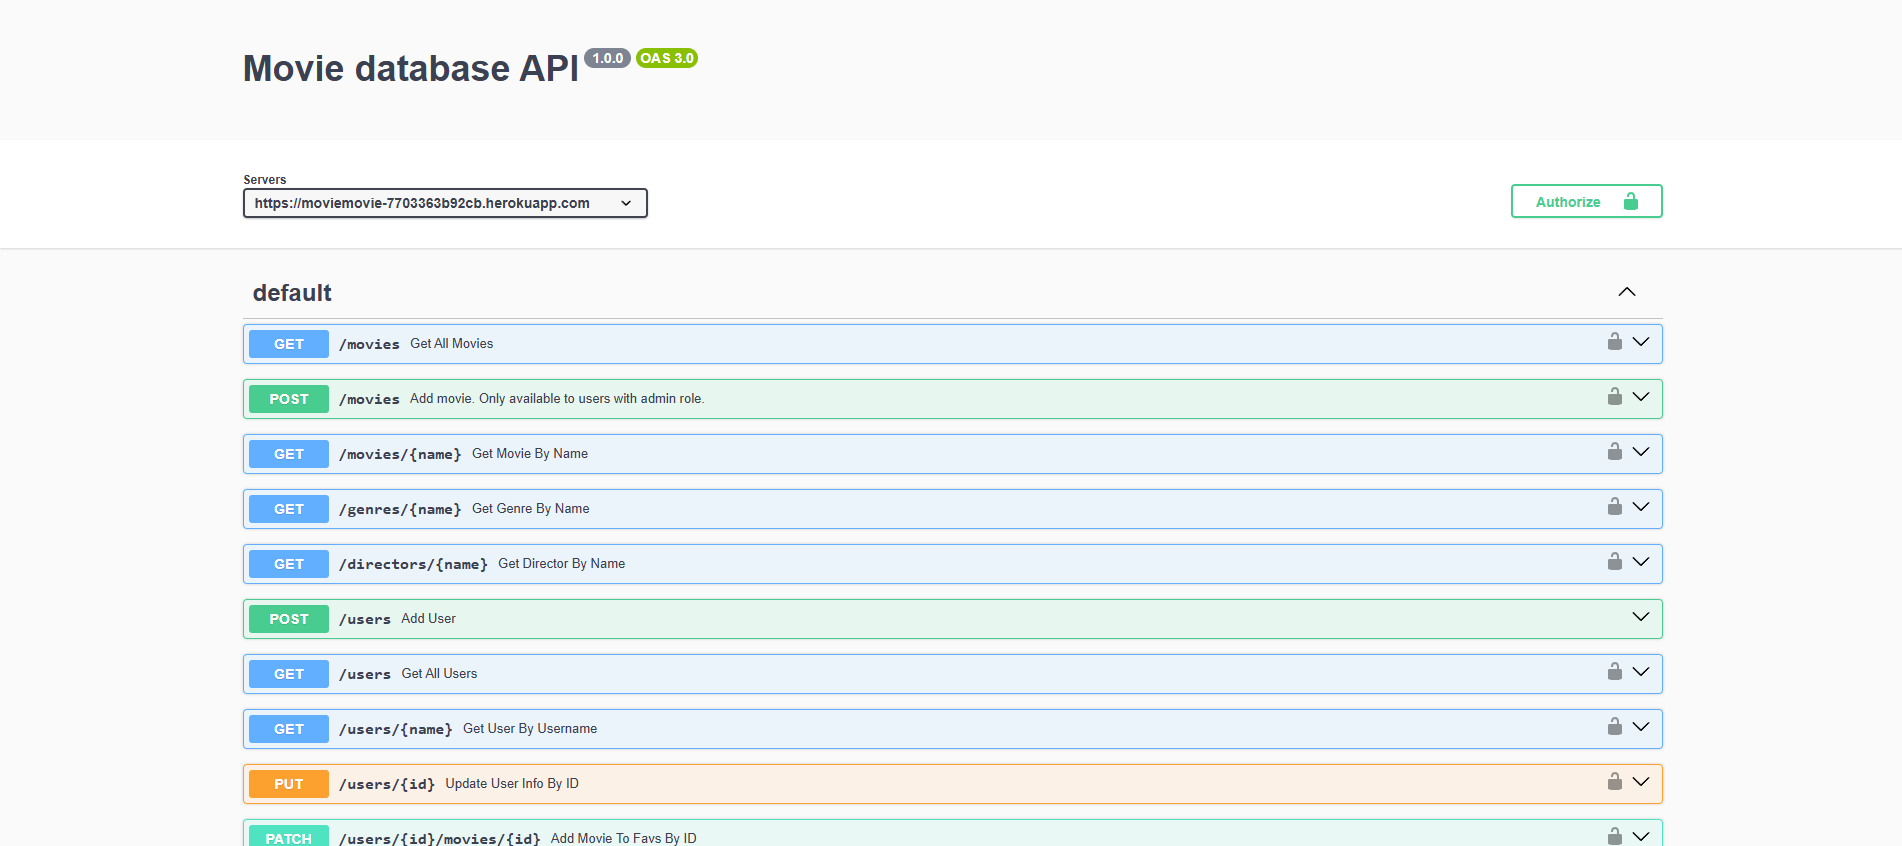 Movie database API 1.0.0 OAS 3.0
Servers
https://moviemovie-7703363b92cb.herokuapp.com
Authorize
default
GET /movies Get All Movies
POST /movies Add movie. Only available to users with admin role.
GET /movies/{name} Get Movie By Name
GET /genres/{name} Get Genre By Name
GET /directors/{name} Get Director By Name
POST /users Add User
GET /users Get All Users
GET /users/{name} Get User By Username
PUT /users/{id} Update User Info By ID
PATCH /users/{id}/movies/{id} Add Movie To Favs By ID